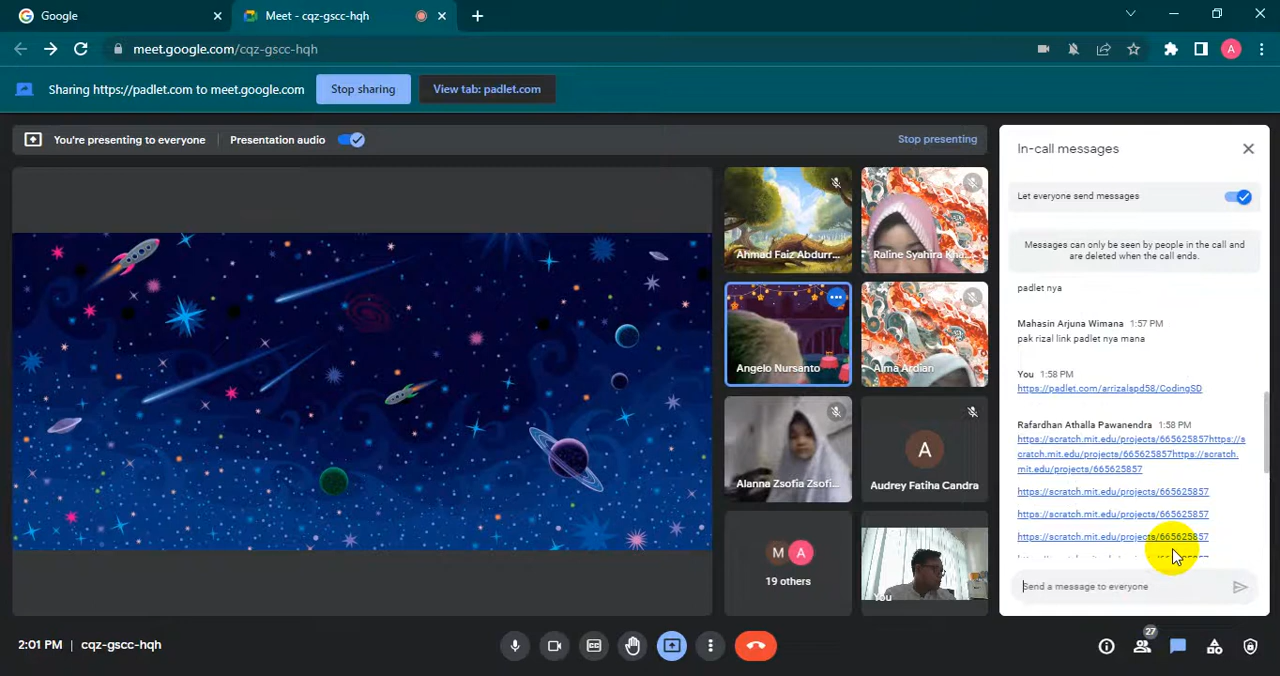 Google
Meet - cqz-gscc-hqh
meet.google.com/cqz-gscc-hqh
A
Sharing https://padlet.com to meet.google.com
Stop sharing
View tab: padlet.com
You're presenting to everyone
Presentation audio
Stop presenting
Ahmad Faiz Abdurr...
Raline Syahira Kha...
Angelo Nursanto
Alma Ardian
Alanna Zsofia Zsofi...
A
Audrey Fatiha Candra
M A
19 others
You
In-call messages
Let everyone send messages
Messages can only be seen by people in the call and
are deleted when the call ends.
padlet nya
Mahasin Arjuna Wimana 1:57 PM
pak rizal link padlet nya mana
You 1:58 PM
https://padlet.com/arrizalapd58/CodingSD
Rafardhan Athalla Pawanendra 1:58 PM
https://scratch.mit.edu/projects/665625857https://s
cratch.mit.edu/projects/665625857https://scratch.
mit.edu/projects/665625857
https://scratch.mit.edu/projects/665625857
https://scratch.mit.edu/projects/665625857
https://scratch.mit.edu/projects/665625857
Send a message to everyone
2:01 PM | cqz-gscc-hqh
27